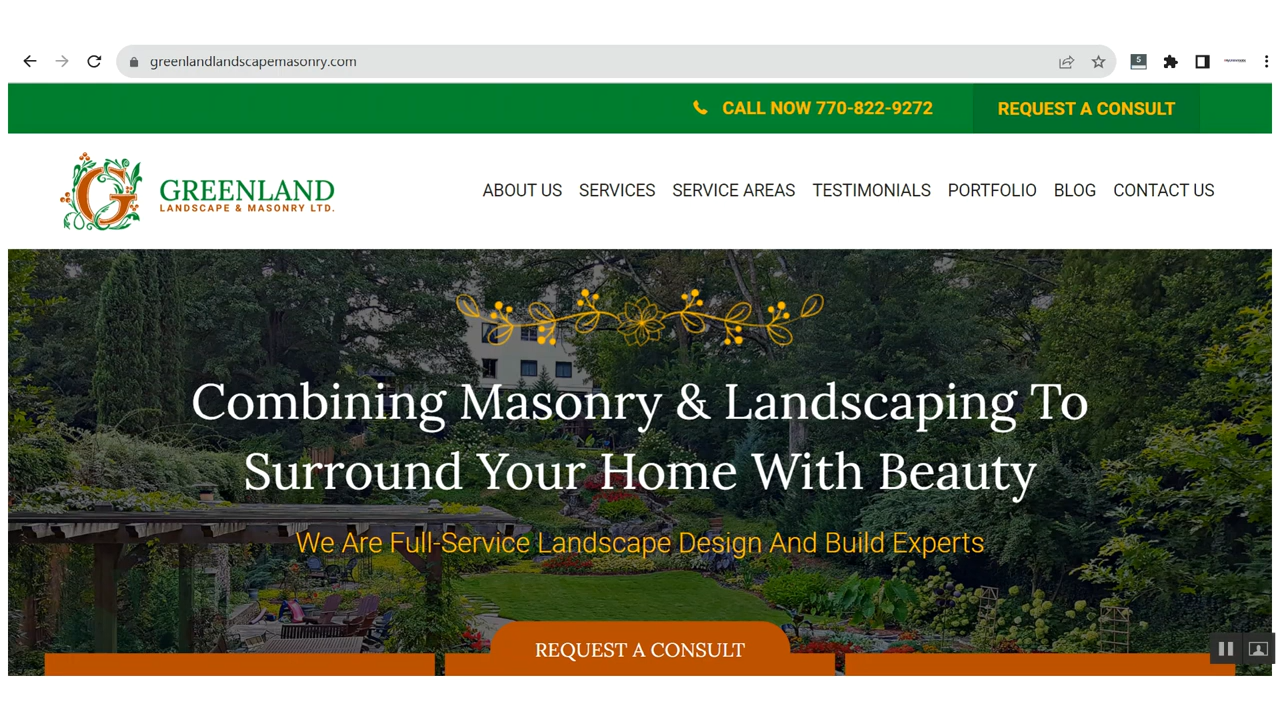 greenlandlandscapemasonry.com
CALL NOW 770-822-9272
REQUEST A CONSULT
GREENLAND
LANDSCAPE & MASONRY LTD.
ABOUT US SERVICES SERVICE AREAS TESTIMONIALS PORTFOLIO BLOG CONTACT US
Combining Masonry & Landscaping To
Surround Your Home With Beauty
We Are Full-Service Landscape Design And Build Experts
REQUEST A CONSULT